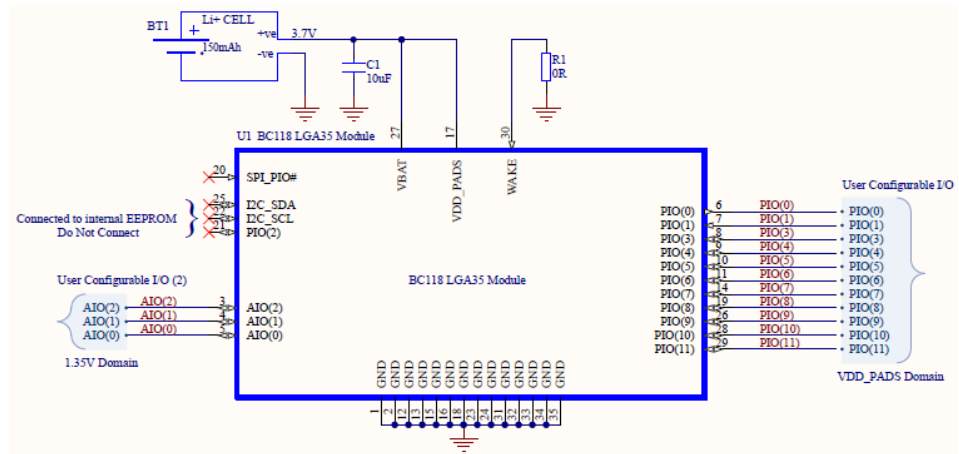 BT1
Li+ CELL
+
+ve
3.7V
150mAh
-ve
C1
10uF
R1
0R
U1 BC118 LGA35 Module
27
17
30
VBAT
VDD_PADS
WAKE
20
SPI_PIO#
25
I2C_SDA
22
I2C_SCL
21
PIO(2)
Connected to internal EEPROM
Do Not Connect
BC118 LGA35 Module
User Configurable I/O (2)
AIO(2) AIO(2) 3 AIO(2)
AIO(1) AIO(1) 4 AIO(1)
AIO(0) AIO(0) 5 AIO(0)
1.35V Domain
User Configurable I/O
PIO(0) 6 PIO(0) PIO(0)
PIO(1) 7 PIO(1) PIO(1)
PIO(3) 8 PIO(3) PIO(3)
PIO(4) 9 PIO(4) PIO(4)
PIO(5) 10 PIO(5) PIO(5)
PIO(6) 11 PIO(6) PIO(6)
PIO(7) 14 PIO(7) PIO(7)
PIO(8) 19 PIO(8) PIO(8)
PIO(9) 26 PIO(9) PIO(9)
PIO(10) 28 PIO(10) PIO(10)
PIO(11) 29 PIO(11) PIO(11)
VDD_PADS Domain
GND GND GND GND GND GND GND GND GND GND GND GND GND GND
1 2 12 13 15 16 18 23 24 31 32 33 34 35